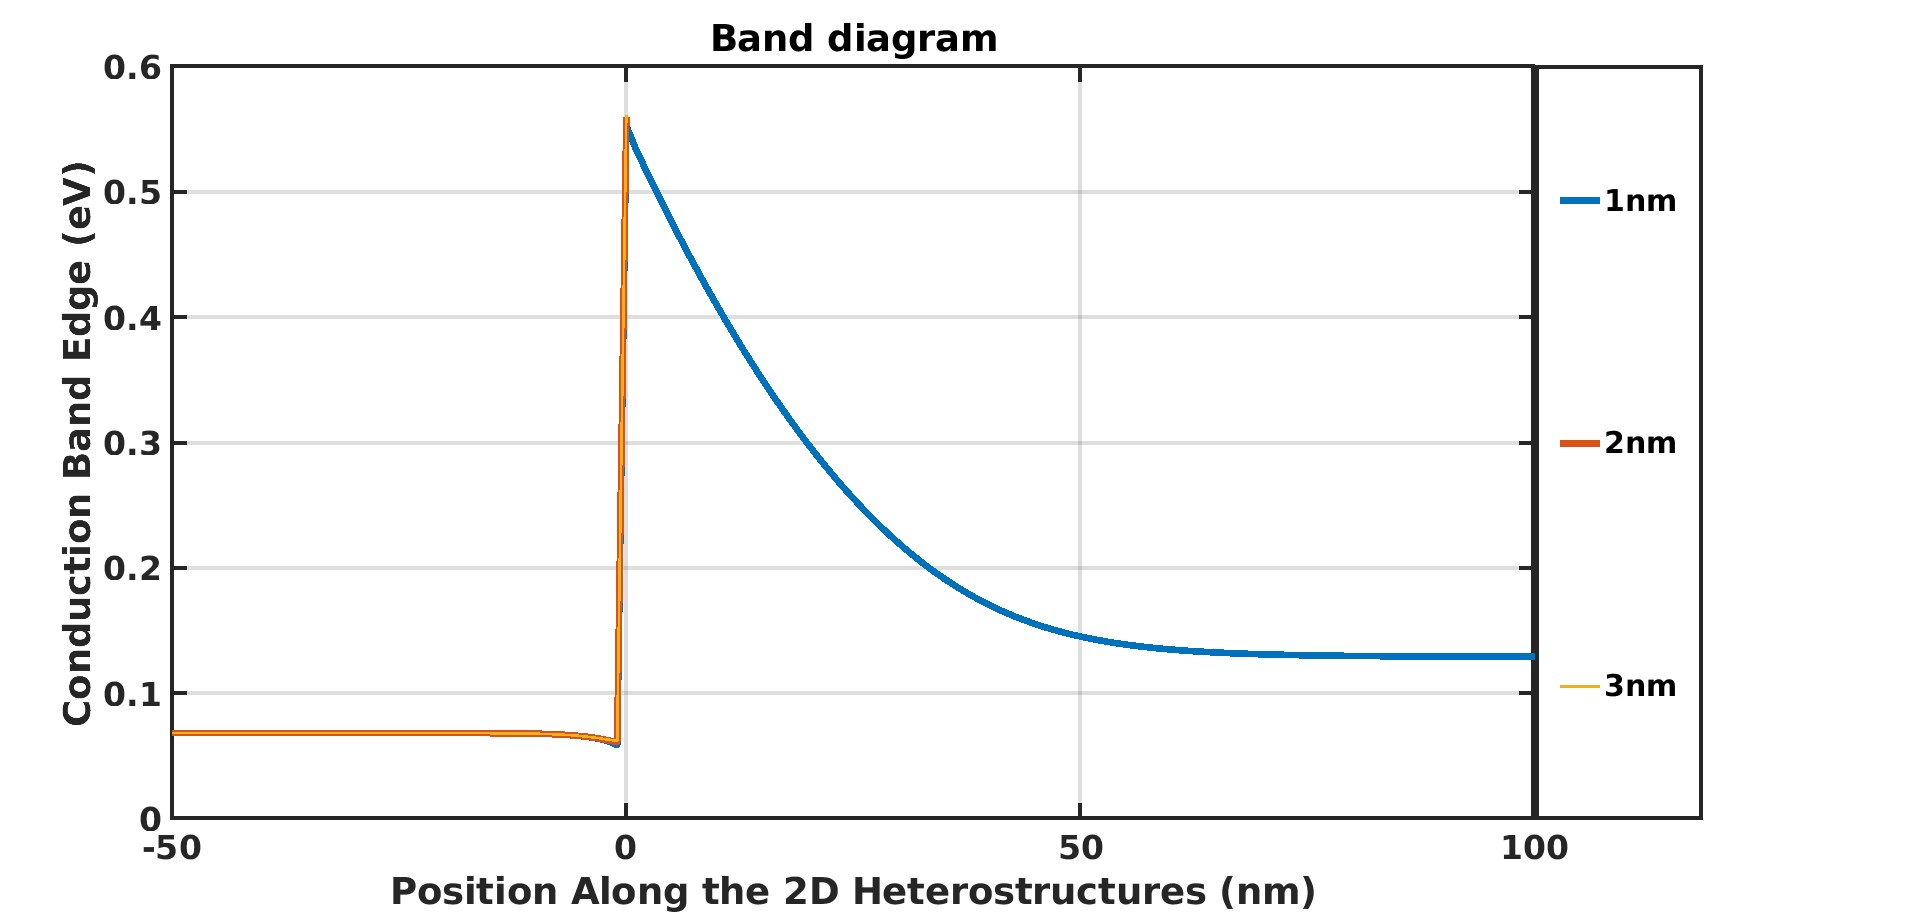 Band diagram
Conduction Band Edge (eV)
0.6
0.5
0.4
0.3
0.2
0.1
0
-50
0
50
100
Position Along the 2D Heterostructures (nm)
1nm
2nm
3nm